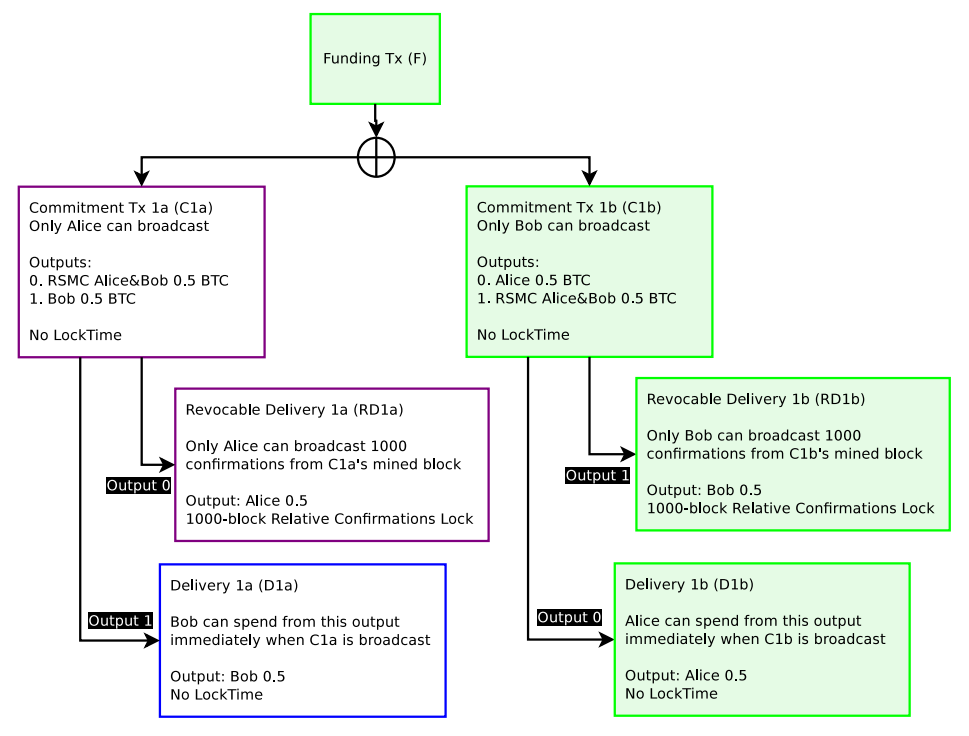 Funding Tx (F)
Commitment Tx 1a (C1a)
Only Alice can broadcast
Outputs:
0. RSMC Alice&Bob 0.5 BTC
1. Bob 0.5 BTC
No LockTime
Commitment Tx 1b (C1b)
Only Bob can broadcast
Outputs:
0. Alice 0.5 BTC
1. RSMC Alice&Bob 0.5 BTC
No LockTime
Revocable Delivery 1a (RD1a)
Only Alice can broadcast 1000
confirmations from C1a's mined block
Output: Alice 0.5
1000-block Relative Confirmations Lock
Output 0
Revocable Delivery 1b (RD1b)
Only Bob can broadcast 1000
confirmations from C1b's mined block
Output: Bob 0.5
1000-block Relative Confirmations Lock
Output 1
Delivery 1a (D1a)
Bob can spend from this output
immediately when C1a is broadcast
Output: Bob 0.5
No LockTime
Output 1
Delivery 1b (D1b)
Alice can spend from this output
immediately when C1b is broadcast
Output: Alice 0.5
No LockTime
Output 0